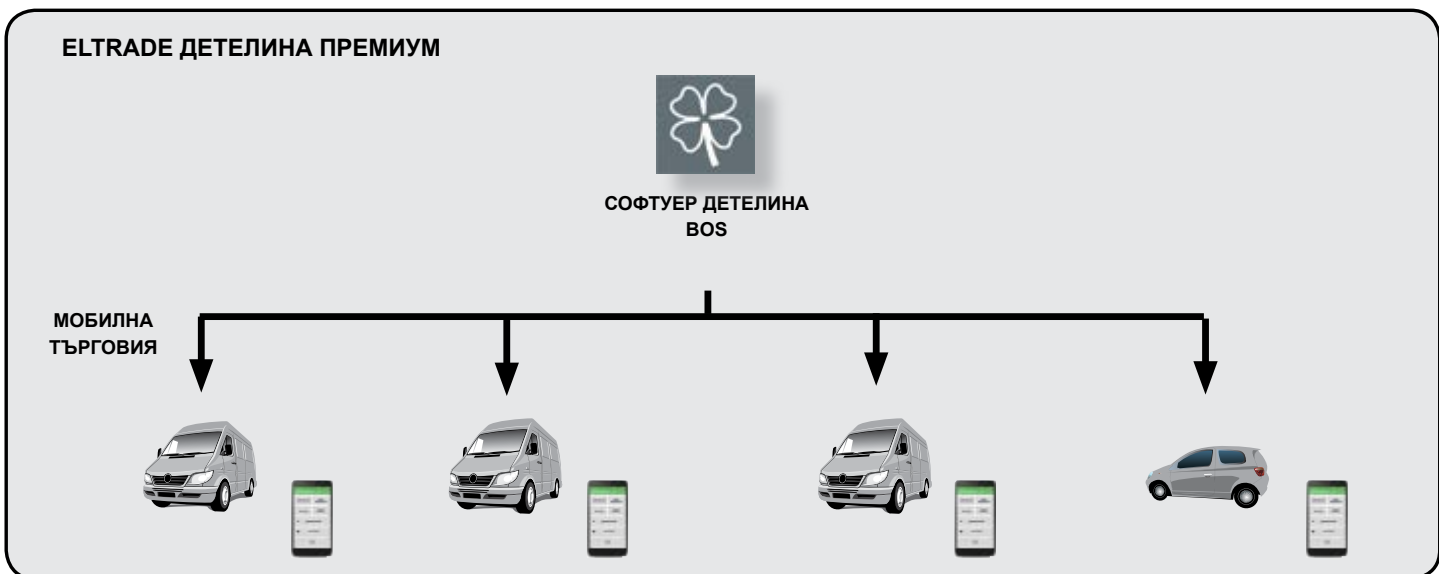 ELTRADE ДЕТЕЛИНА ПРЕМИУМ
СОФТУЕР ДЕТЕЛИНА
BOS
МОБИЛНА
ТЪРГОВИЯ